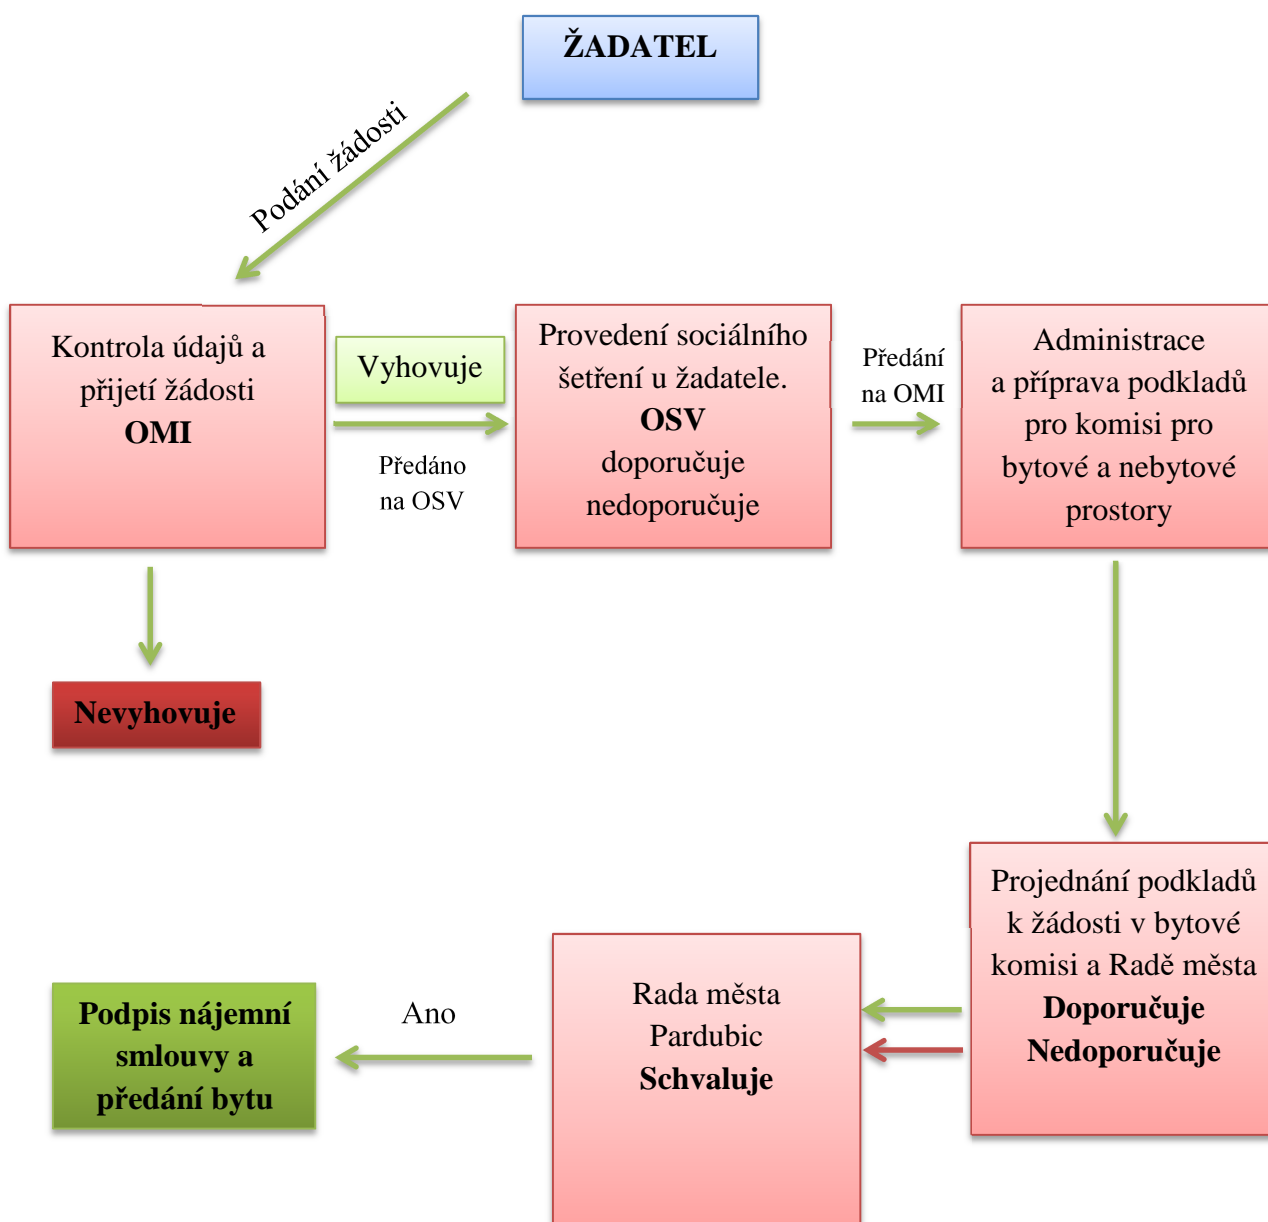 ŽADATEL
Podání žádosti
Kontrola údajů a
přijetí žádosti
OMI
Vyhovuje
Předáno
na OSV
Provedení sociálního
šetření u žadatele.
OSV
doporučuje
nedoporučuje
Předání
na OMI
Administrace
a příprava podkladů
pro komisi pro
bytové a nebytové
prostory
Nevyhovuje
Projednání podkladů
k žádosti v bytové
komisi a Radě města
Doporučuje
Nedoporučuje
Rada města
Pardubic
Schvaluje
Ano
Podpis nájemní
smlouvy a
předání bytu